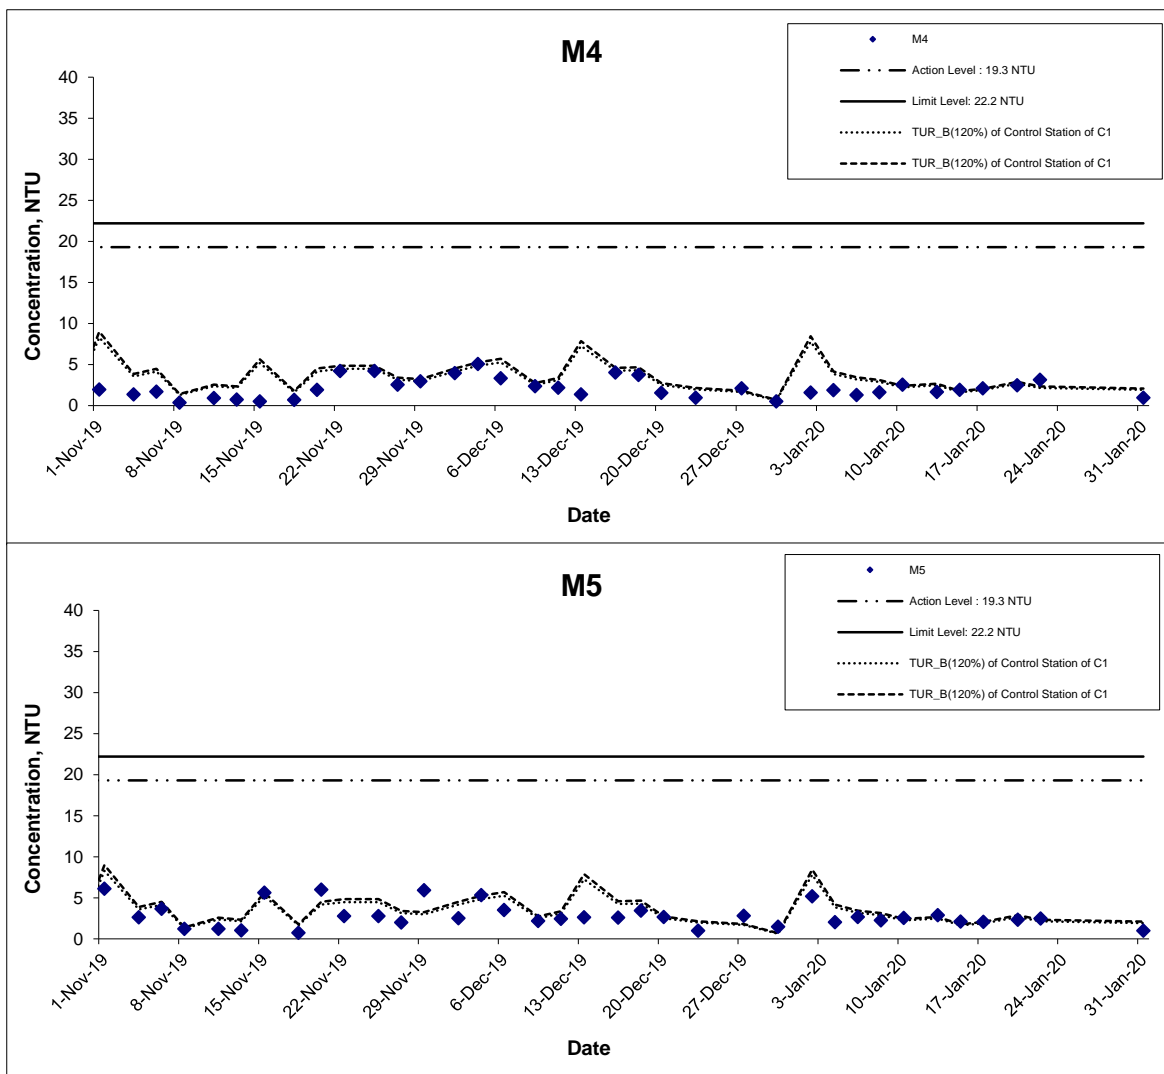 M4
M4
Action Level : 19.3 NTU
Limit Level: 22.2 NTU
TUR_B(120%) of Control Station of C1
TUR_B(120%) of Control Station of C1
Concentration, NTU
40
35
30
25
20
15
10
5
0
1-Nov-19
8-Nov-19
15-Nov-19
22-Nov-19
29-Nov-19
6-Dec-19
13-Dec-19
20-Dec-19
27-Dec-19
3-Jan-20
10-Jan-20
17-Jan-20
24-Jan-20
31-Jan-20
Date
M5
M5
Action Level : 19.3 NTU
Limit Level: 22.2 NTU
TUR_B(120%) of Control Station of C1
TUR_B(120%) of Control Station of C1
Concentration, NTU
40
35
30
25
20
15
10
5
0
1-Nov-19
8-Nov-19
15-Nov-19
22-Nov-19
29-Nov-19
6-Dec-19
13-Dec-19
20-Dec-19
27-Dec-19
3-Jan-20
10-Jan-20
17-Jan-20
24-Jan-20
31-Jan-20
Date